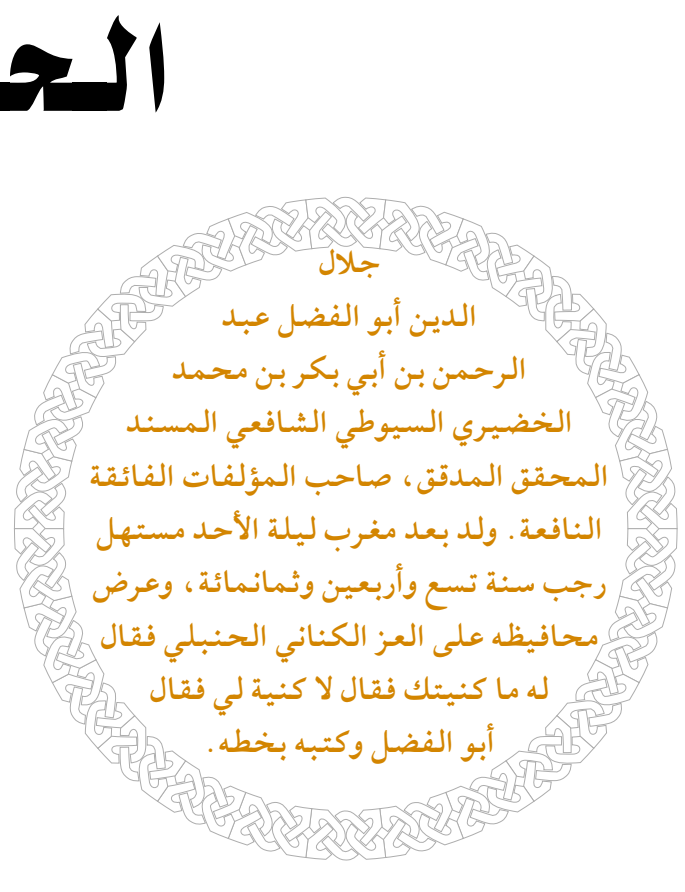 الحـ
جلال
الدين أبو الفضل عبد
الرحمن بن أبي بكر بن محمد
الخضيري السيوطي الشافعي المسند
المحقق المدقق، صاحب المؤلفات الفائقة
النافعة. ولد بعد مغرب ليلة الأحد مستهل
رجب سنة تسع وأربعين وثمانمائة، وعرض
محافيظه على العز الكناني الحنبلي فقال
له ما كنيتك فقال لا كنية لي فقال
أبو الفضل وكتبه بخطه.